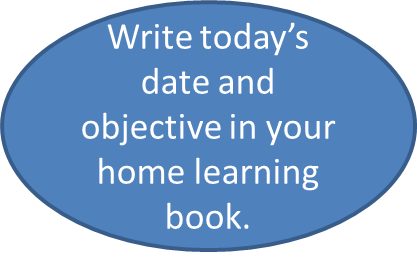 Write today’s
date and
objective in your
home learning
book.